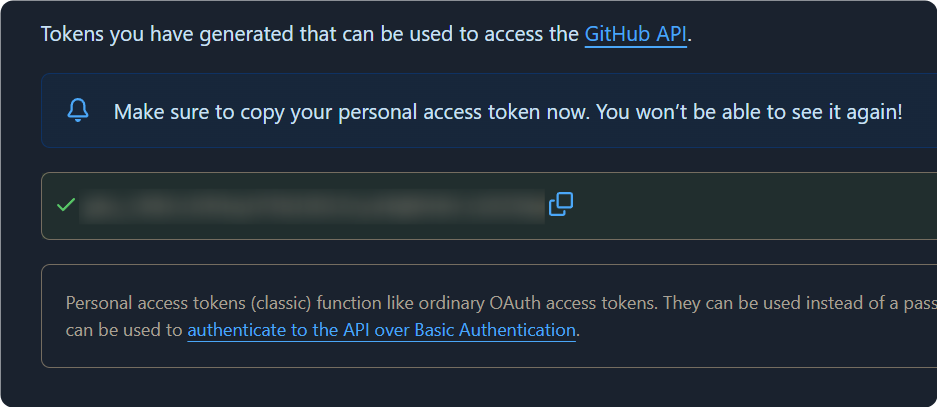 Tokens you have generated that can be used to access the GitHub API.
Make sure to copy your personal access token now. You won’t be able to see it again!
Personal access tokens (classic) function like ordinary OAuth access tokens. They can be used instead of a pass
can be used to authenticate to the API over Basic Authentication.